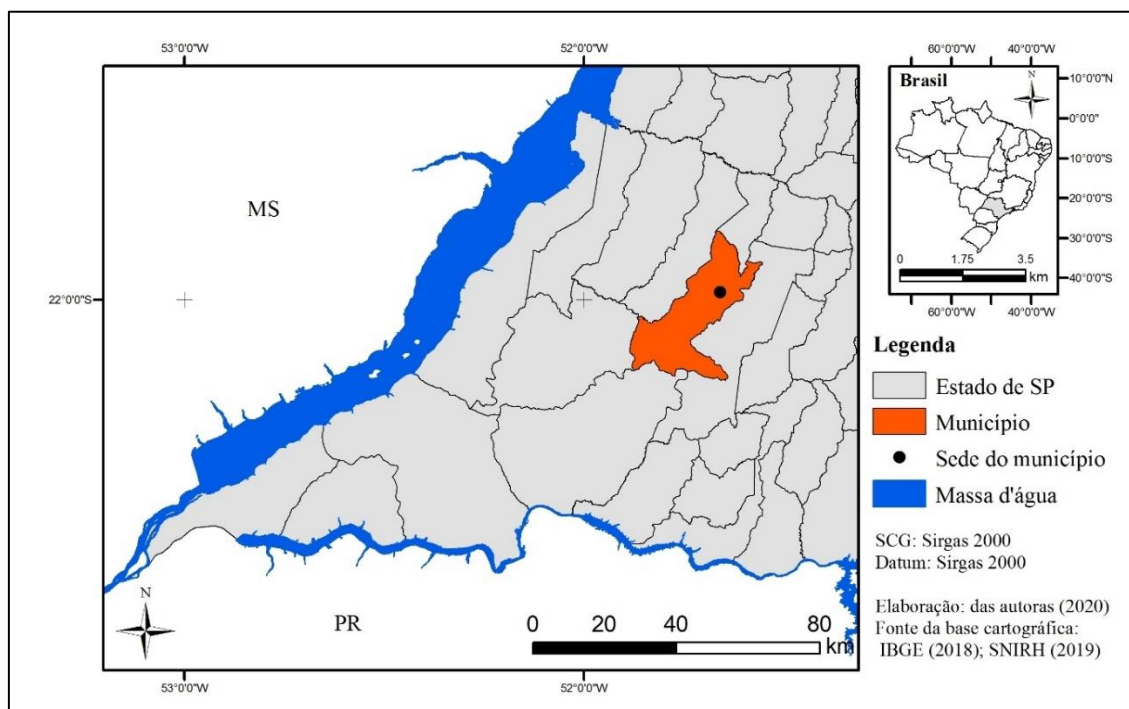 53°0'0"W
52°0'0"W
22°0'0"S
MS
PR
N
0
20
40
80
km
53°0'0"W
52°0'0"W
60°0'0"W
40°0'0"W
Brasil
N
10°0'0"N
0°0'0"
10°0'0"S
20°0'0"S
30°0'0"S
40°0'0"S
0
1.75
3.5
km
60°0'0"W
40°0'0"W
Legenda
Estado de SP
Município
Sede do município
Massa d'água
SCG: Sirgas 2000
Datum: Sirgas 2000
Elaboração: das autoras (2020)
Fonte da base cartográfica:
IBGE (2018); SNIRH (2019)